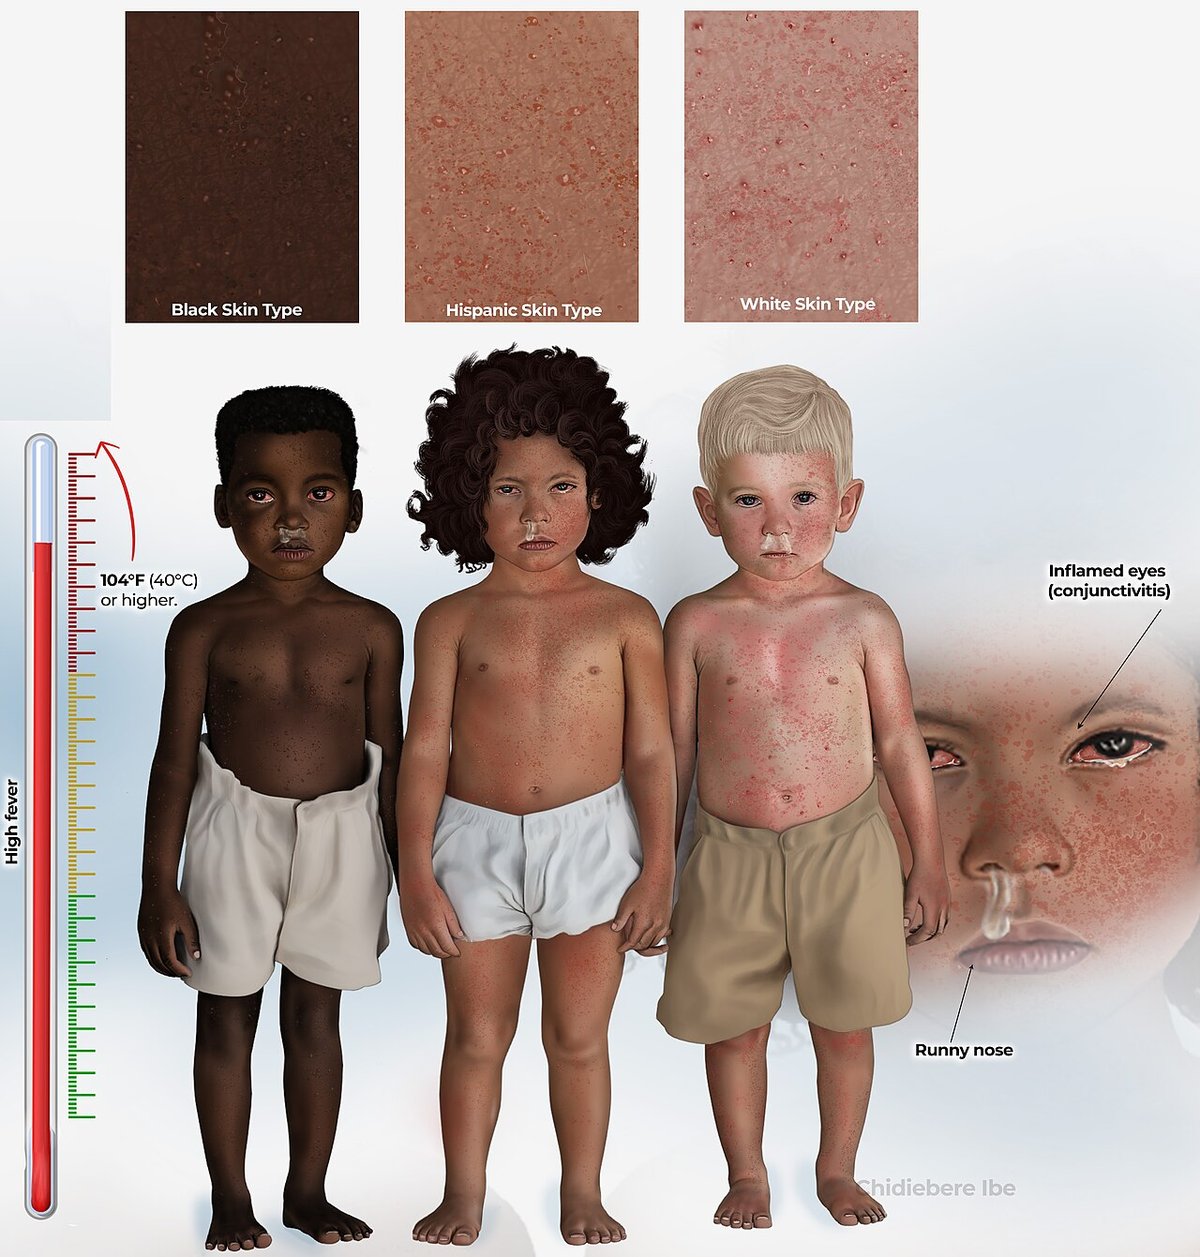 Black Skin Type
Hispanic Skin Type
White Skin Type
104°F (40°C)
or higher.
High fever
Inflamed eyes
(conjunctivitis)
Runny nose
Chidiebere Ibe